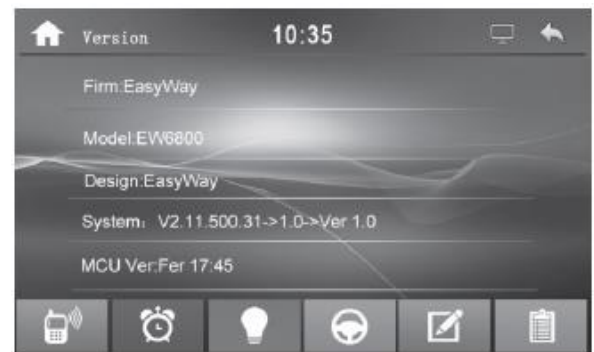 Version 10:35
Firm:EasyWay
Model:EW6800
Design:EasyWay
System: V2.11.500.31->1.0->Ver 1.0
MCU Ver:Fer 17:45